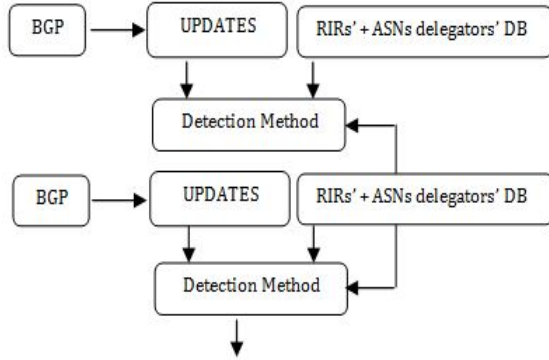 BGP
UPDATES
RIRs' + ASNs delegators' DB
Detection Method
BGP
UPDATES
RIRs' + ASNs delegators' DB
Detection Method